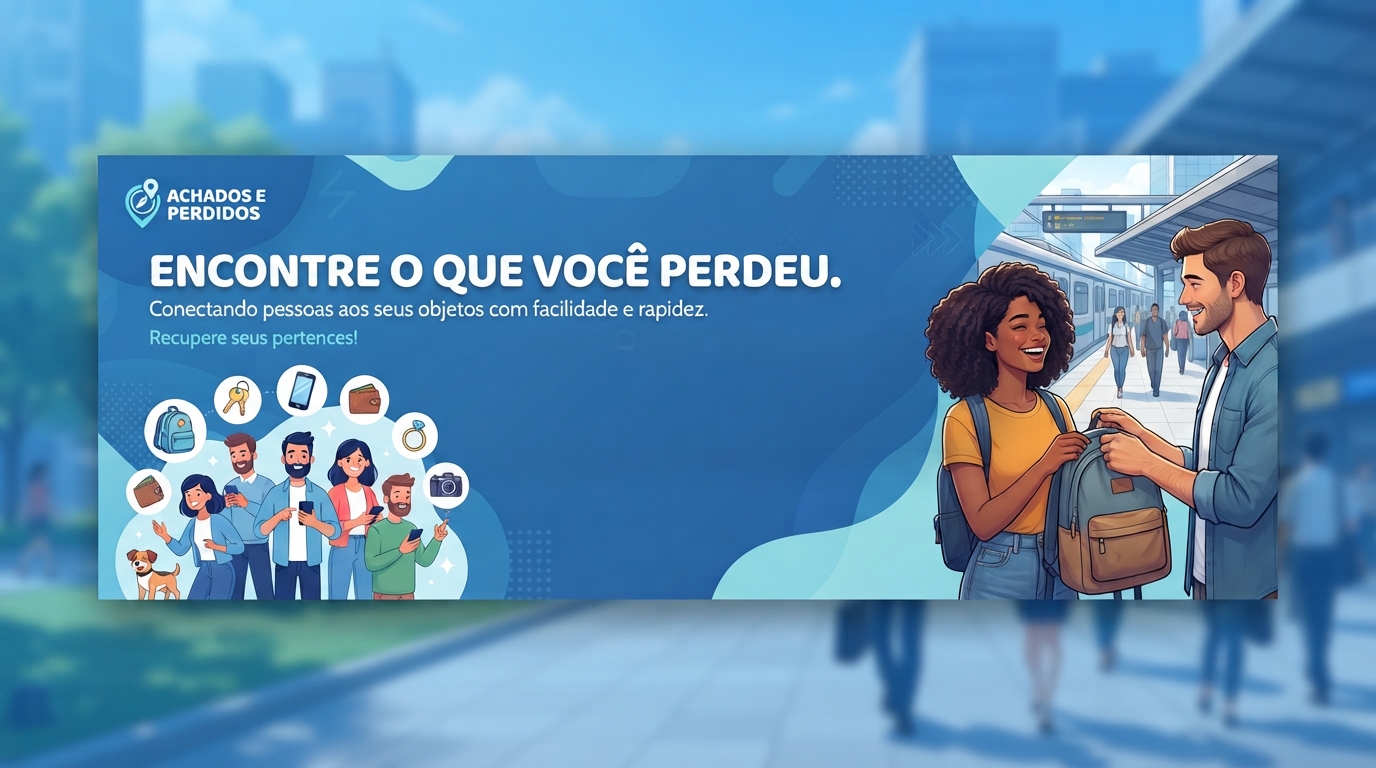 ACHADOS E
PERDIDOS
ENCONTRE O QUE VOCÊ PERDEU.
Conectando pessoas aos seus objetos com facilidade e rapidez.
Recupere seus pertences!